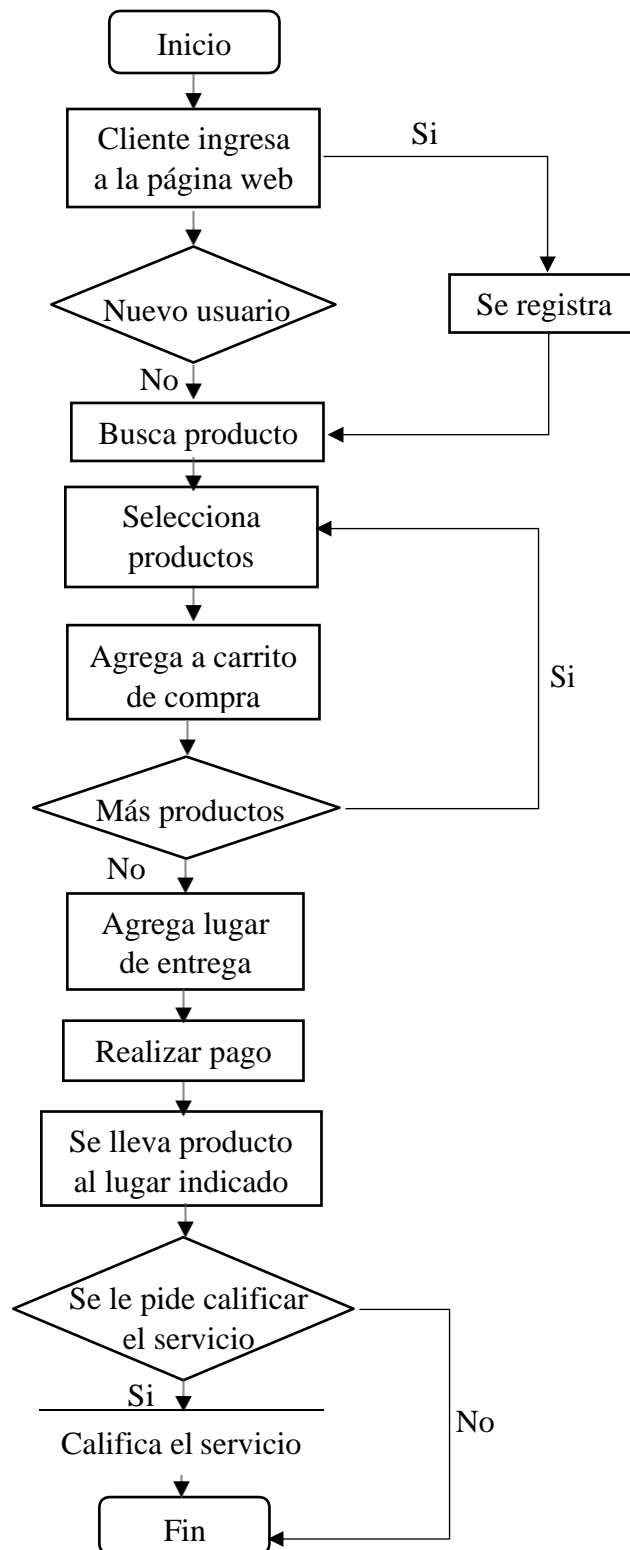 Inicio
Cliente ingresa
a la página web
Si
Nuevo usuario
Se registra
No
Busca producto
Selecciona
productos
Agrega a carrito
de compra
Si
Más productos
No
Agrega lugar
de entrega
Realizar pago
Se lleva producto
al lugar indicado
Se le pide calificar
el servicio
Si
No
Califica el servicio
Fin